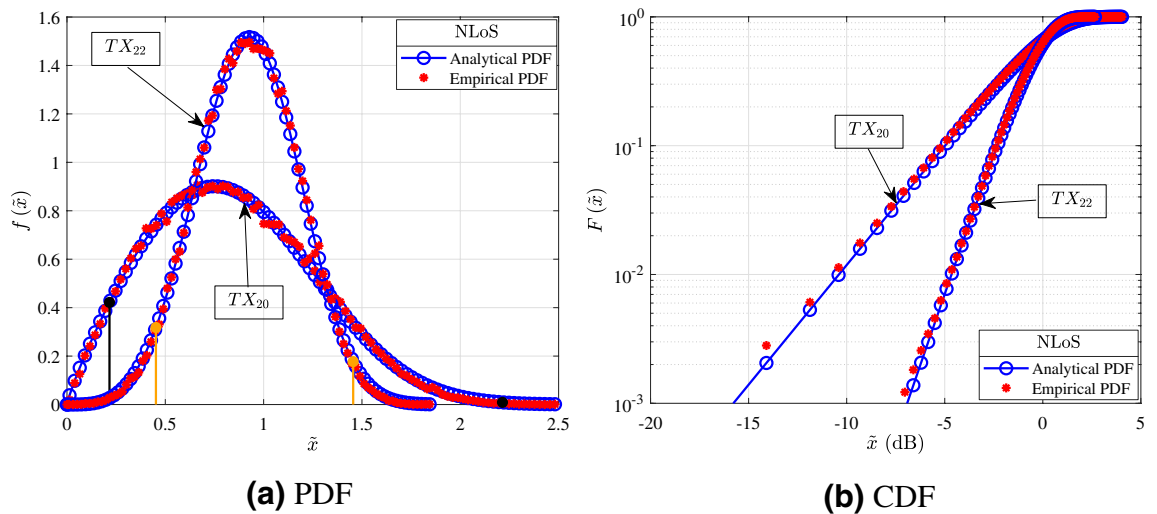 1.6
1.4
1.2
1
0.8
0.6
0.4
0.2
0
f (x̃)
TX22
TX20
NLoS
Analytical PDF
Empirical PDF
0 0.5 1 1.5 2 2.5
x̃
(a) PDF
10^0
10^-1
10^-2
10^-3
F (x̃)
TX20
TX22
NLoS
Analytical PDF
Empirical PDF
-20 -15 -10 -5 0 5
x̃ (dB)
(b) CDF